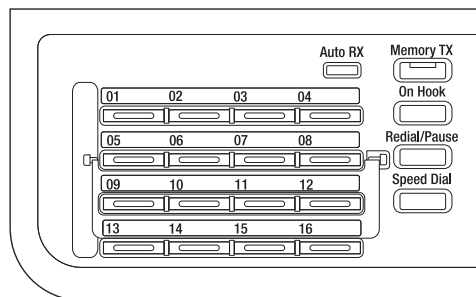 Auto RX
Memory TX
01 02 03 04
On Hook
05 06 07 08
Redial/Pause
09 10 11 12
Speed Dial
13 14 15 16